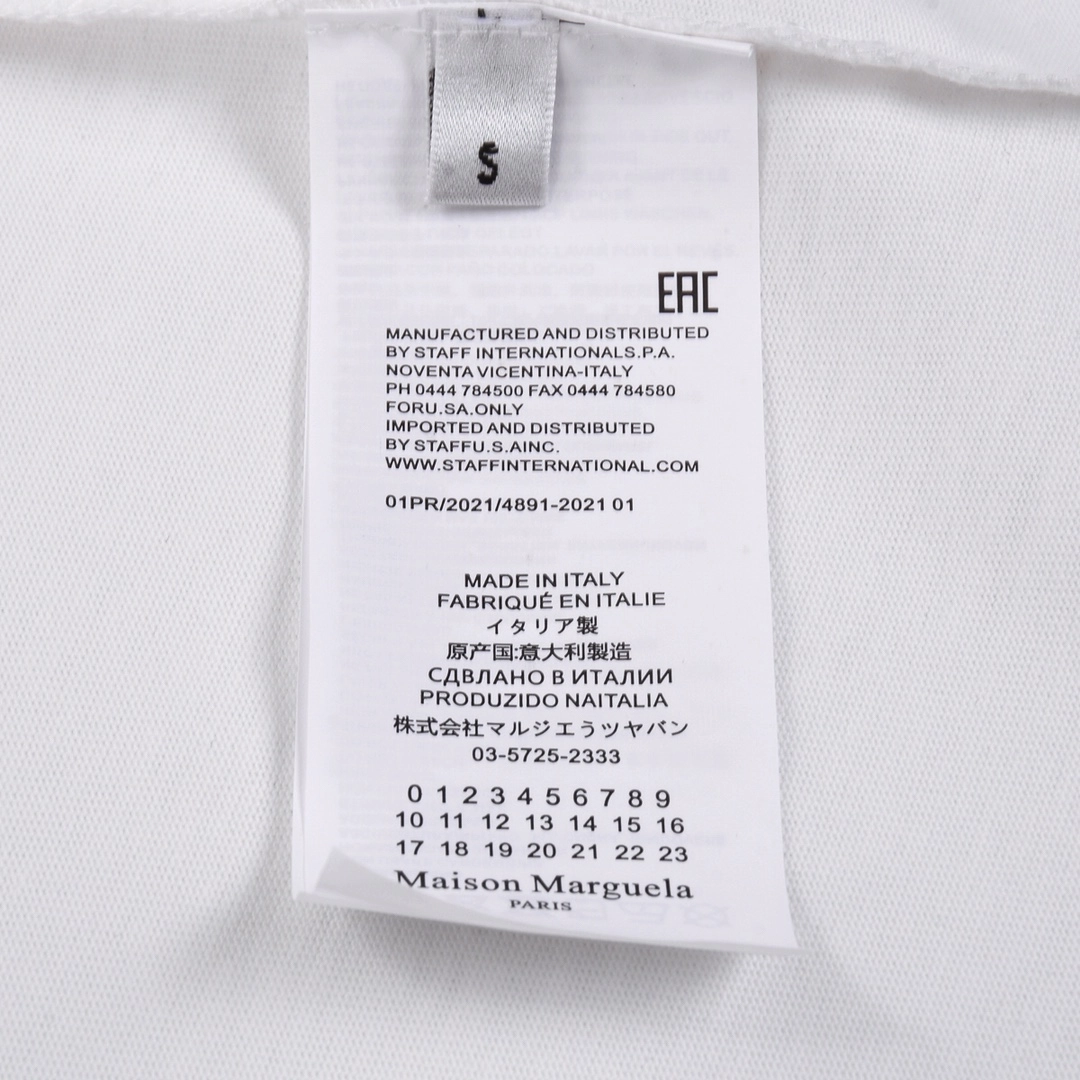 S
EAC
MANUFACTURED AND DISTRIBUTED
BY STAFF INTERNATIONALS.P.A.
NOVENTA VICENTINA-ITALY
PH 0444 784500 FAX 0444 784580
FORU.SA.ONLY
IMPORTED AND DISTRIBUTED
BY STAFFU.S.AINC.
WWW.STAFFINTERNATIONAL.COM
01PR/2021/4891-2021 01
MADE IN ITALY
FABRIQUÉ EN ITALIE
イタリア製
原产国:意大利製造
CДВЛАНО В ИТАЛИИ
PRODUZIDO NAITALIA
株式会社マルジエうツヤバン
03-5725-2333
0 1 2 3 4 5 6 7 8 9
10 11 12 13 14 15 16
17 18 19 20 21 22 23
Maison Marguela
PARIS